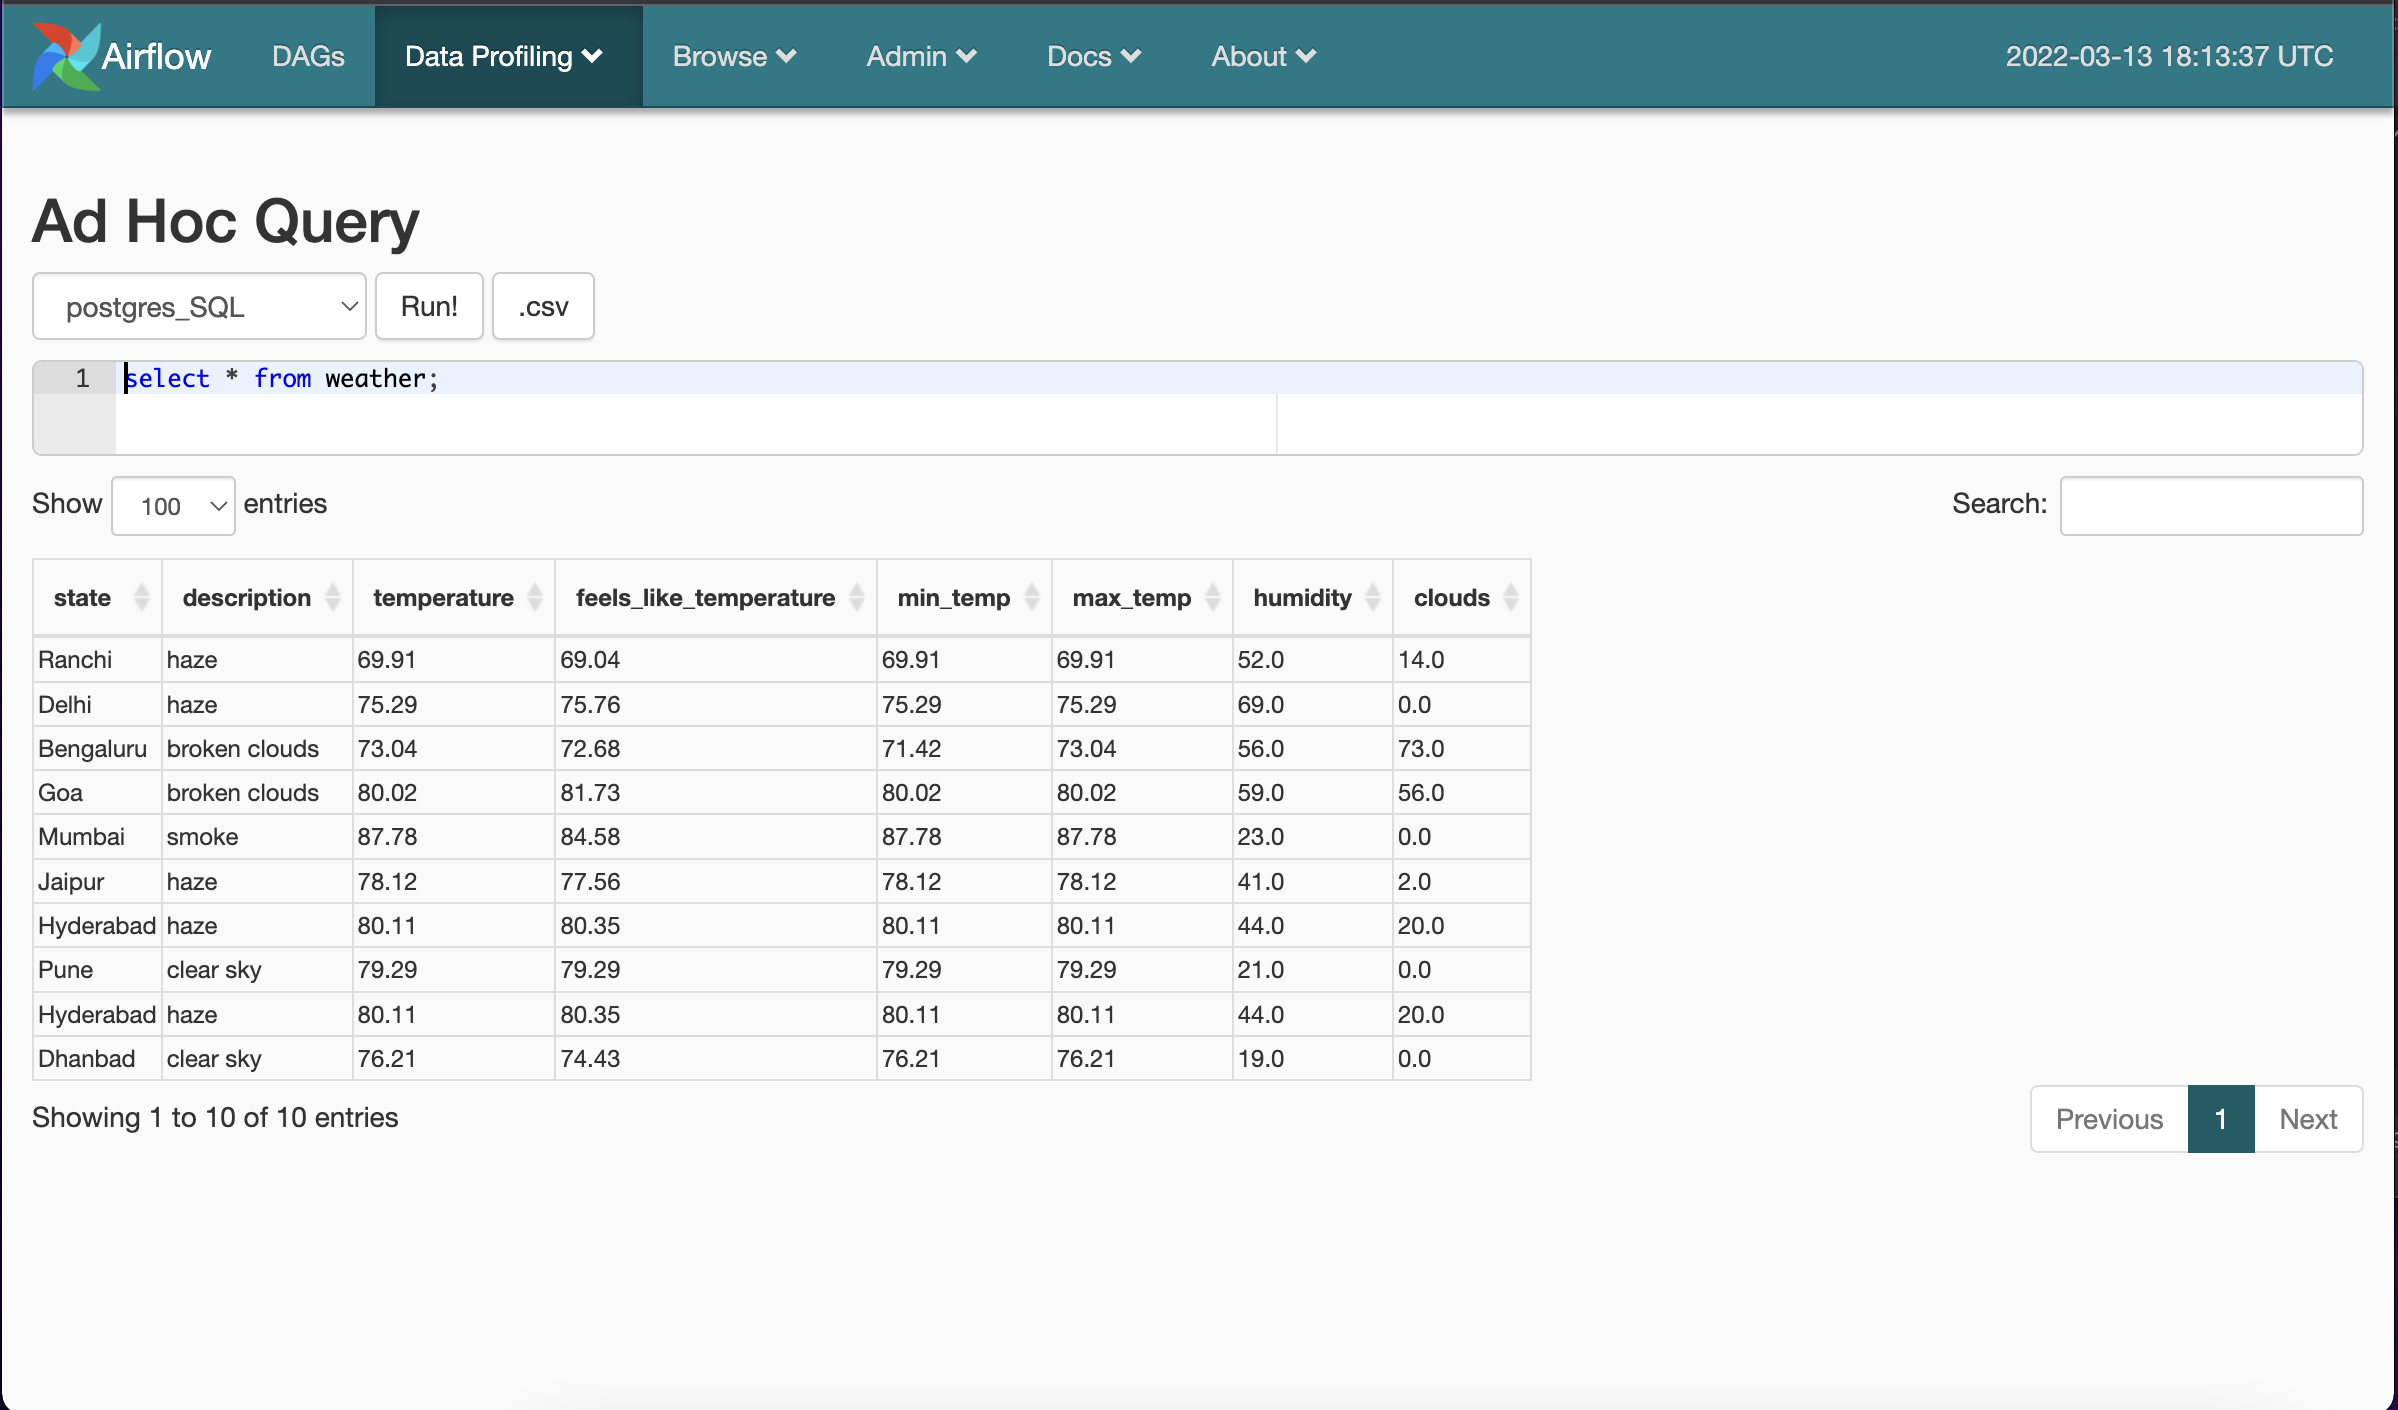 Airflow DAGs Data Profiling Browse Admin Docs About 2022-03-13 18:13:37 UTC
Ad Hoc Query
postgres_SQL Run! .csv
1 select * from weather;
Show 100 entries Search:
state description temperature feels_like_temperature min_temp max_temp humidity clouds
Ranchi haze 69.91 69.04 69.91 69.91 52.0 14.0
Delhi haze 75.29 75.76 75.29 75.29 69.0 0.0
Bengaluru broken clouds 73.04 72.68 71.42 73.04 56.0 73.0
Goa broken clouds 80.02 81.73 80.02 80.02 59.0 56.0
Mumbai smoke 87.78 84.58 87.78 87.78 23.0 0.0
Jaipur haze 78.12 77.56 78.12 78.12 41.0 2.0
Hyderabad haze 80.11 80.35 80.11 80.11 44.0 20.0
Pune clear sky 79.29 79.29 79.29 79.29 21.0 0.0
Hyderabad haze 80.11 80.35 80.11 80.11 44.0 20.0
Dhanbad clear sky 76.21 74.43 76.21 76.21 19.0 0.0
Showing 1 to 10 of 10 entries Previous 1 Next